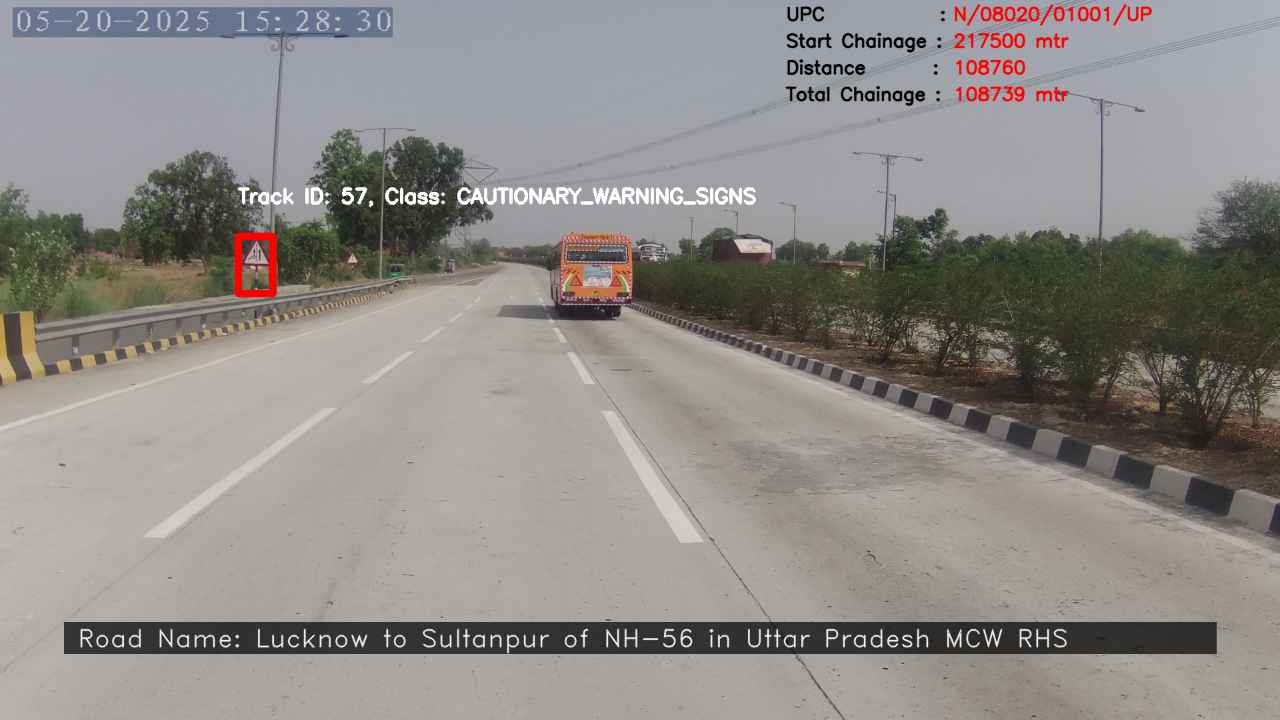 05-20-2025 15:28:30
UPC : N/08020/01001/UP
Start Chainage : 217500 mtr
Distance : 108760
Total Chainage : 108739 mtr
Track ID: 57, Class: CAUTIONARY_WARNING_SIGNS
Road Name: Lucknow to Sultanpur of NH-56 in Uttar Pradesh MCW RHS